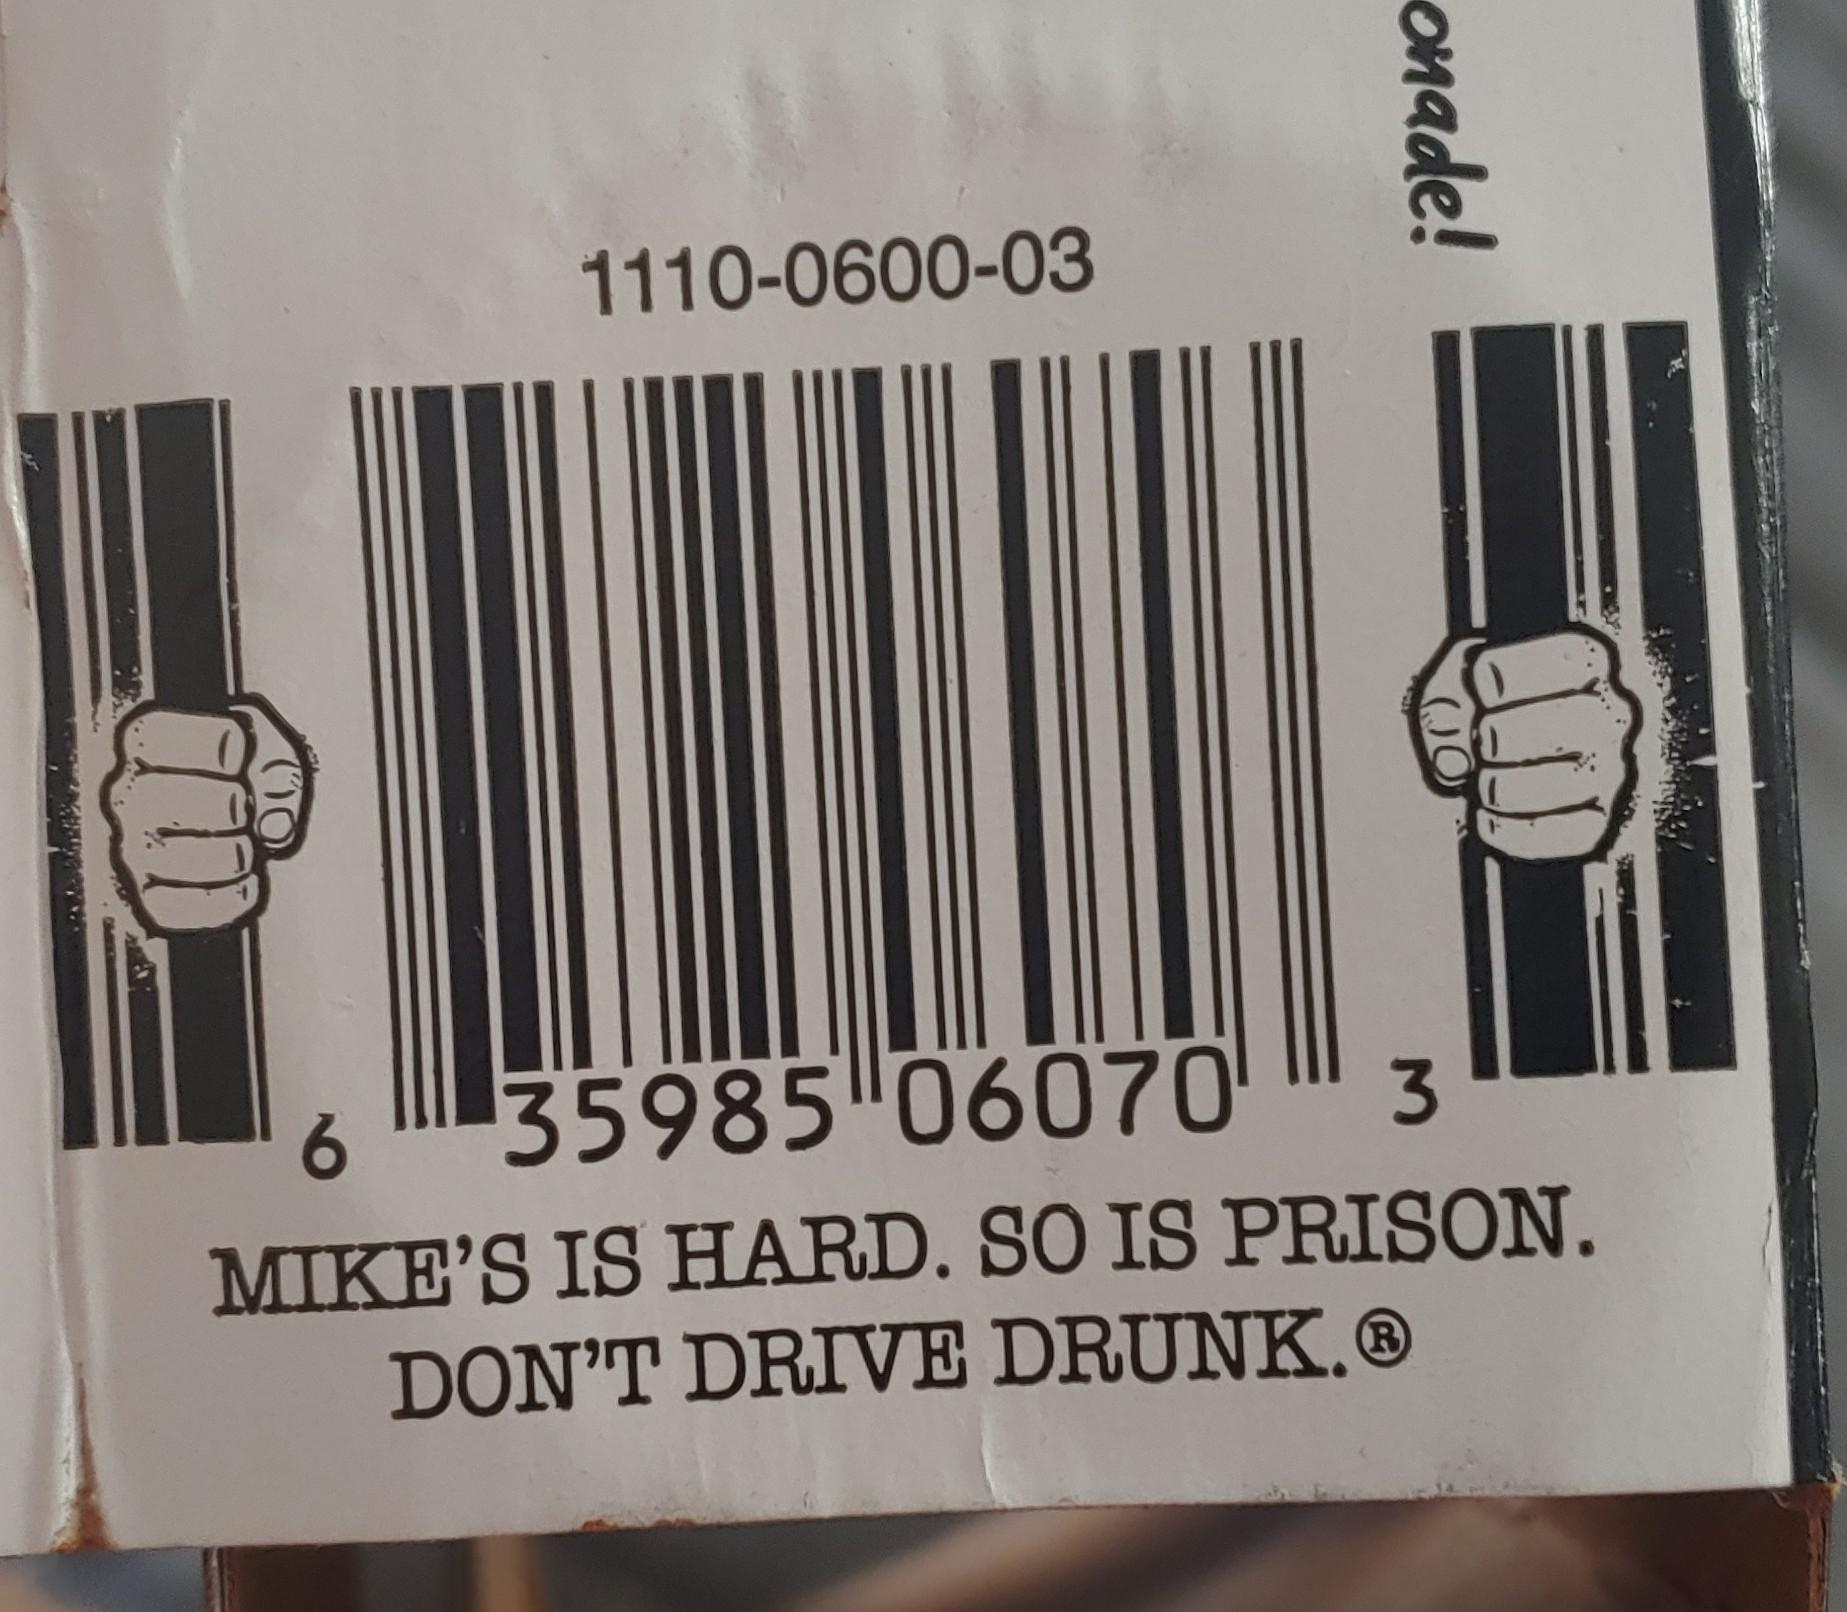 onade!
1110-0600-03
6 35985 06070 3
MIKE'S IS HARD. SO IS PRISON.
DON'T DRIVE DRUNK.®